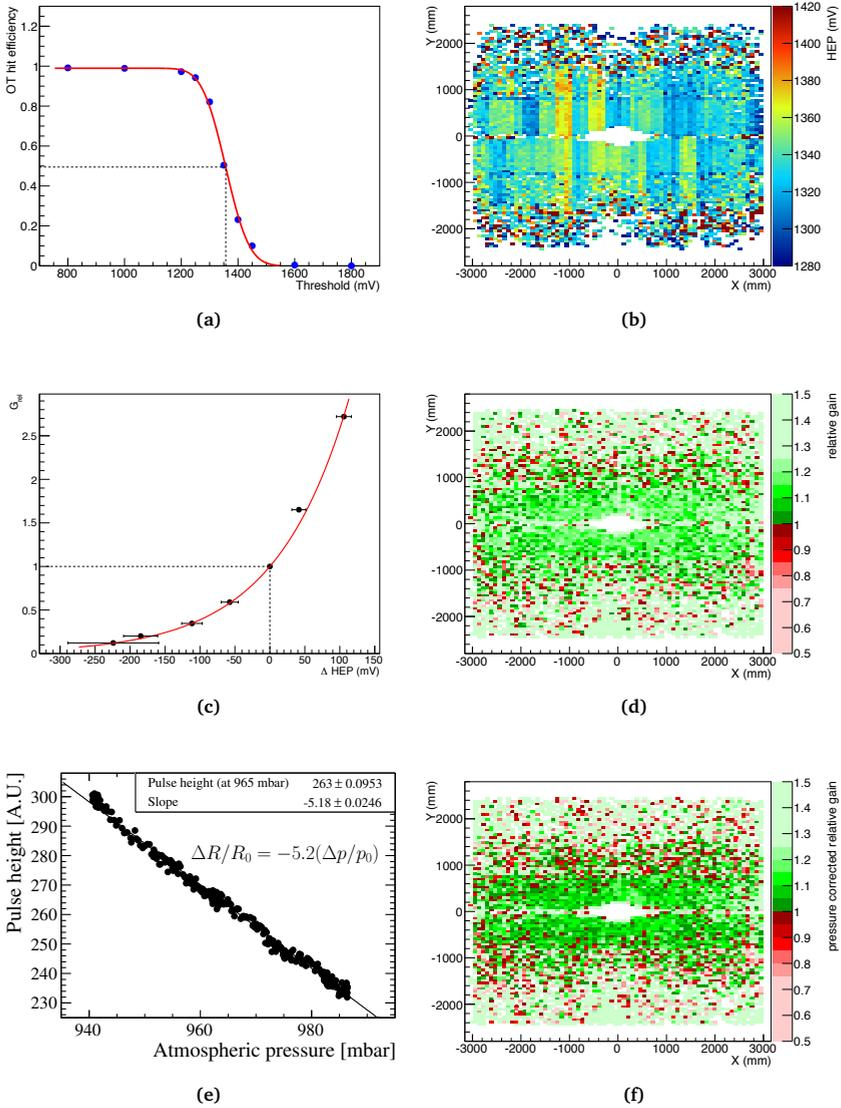 OT hit efficiency
1.2
1
0.8
0.6
0.4
0.2
0
800 1000 1200 1400 1600 1800
Threshold (mV)
(a)
Y (mm)
2000
1000
0
-1000
-2000
-3000 -2000 -1000 0 1000 2000 3000
X (mm)
1420
1400
1380
1360
1340
1320
1300
1280
HEP (mV)
(b)
G_rel
2.5
2
1.5
1
0.5
0
-300 -250 -200 -150 -100 -50 0 50 100 150
Δ HEP (mV)
(c)
Y (mm)
2000
1000
0
-1000
-2000
-3000 -2000 -1000 0 1000 2000 3000
X (mm)
1.5
1.4
1.3
1.2
1.1
1
0.9
0.8
0.7
0.6
0.5
relative gain
(d)
Pulse height [A.U.]
300
290
280
270
260
250
240
230
Pulse height (at 965 mbar) 263 ± 0.0953
Slope -5.18 ± 0.0246
ΔR/R₀ = −5.2(Δp/p₀)
940 960 980
Atmospheric pressure [mbar]
(e)
Y (mm)
2000
1000
0
-1000
-2000
-3000 -2000 -1000 0 1000 2000 3000
X (mm)
1.5
1.4
1.3
1.2
1.1
1
0.9
0.8
0.7
0.6
0.5
pressure corrected relative gain
(f)